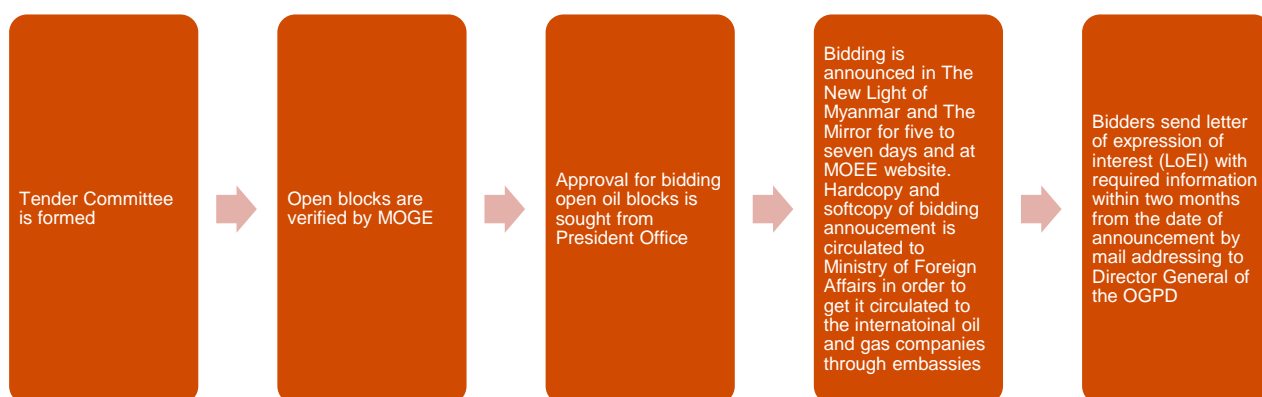 Tender Committee
is formed
Open blocks are
verified by MOGE
Approval for bidding
open oil blocks is
sought from
President Office
Bidding is
announced in The
New Light of
Myanmar and The
Mirror for five to
seven days and at
MOEE website.
Hardcopy and
softcopy of bidding
annoucement is
circulated to
Ministry of Foreign
Affairs in order to
get it circulated to
the internatoinal oil
and gas companies
through embassies
Bidders send letter
of expression of
interest (LoEI) with
required information
within two months
from the date of
announcement by
mail addressing to
Director General of
the OGPD